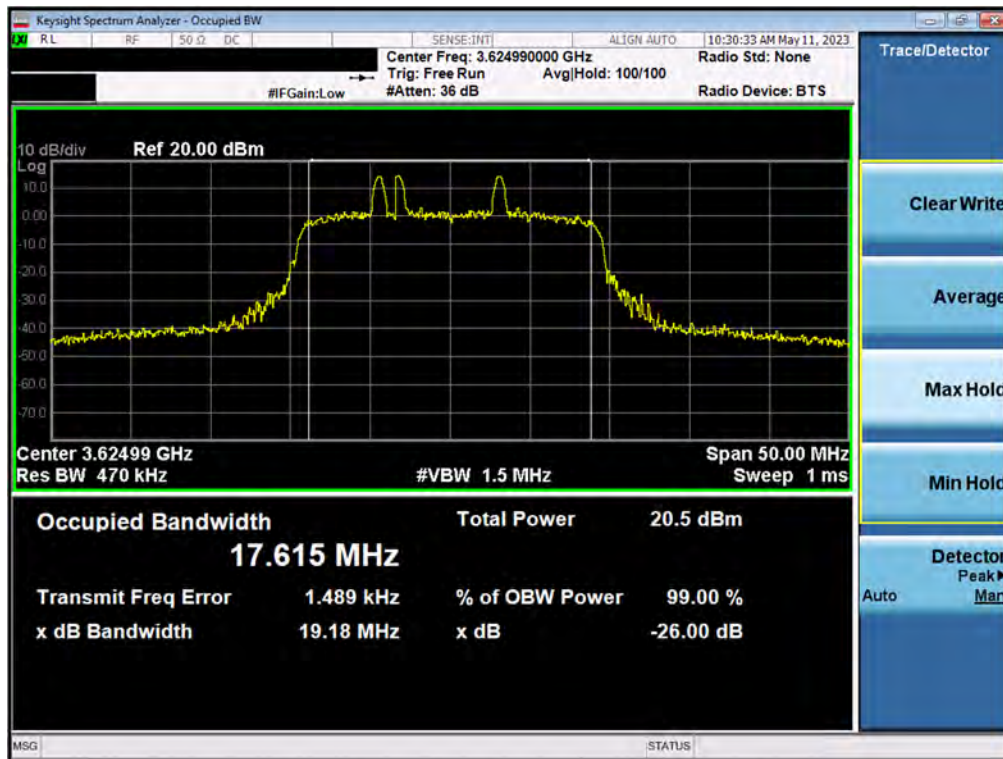 Keysight Spectrum Analyzer - Occupied BW
LXI RL RF 50 Ω DC SENSE:INT ALIGN AUTO 10:30:33 AM May 11, 2023
Center Freq: 3.624990000 GHz Radio Std: None
Trig: Free Run Avg|Hold: 100/100
#IFGain:Low #Atten: 36 dB Radio Device: BTS
Trace/Detector
10 dB/div Ref 20.00 dBm
Log
10.0
0.00
-10.0
-20.0
-30.0
-40.0
-50.0
-60.0
-70.0
Center 3.62499 GHz Span 50.00 MHz
Res BW 470 kHz #VBW 1.5 MHz Sweep 1 ms
Clear Write
Average
Max Hold
Min Hold
Detector
Peak▶
Auto Man
Occupied Bandwidth Total Power 20.5 dBm
17.615 MHz
Transmit Freq Error 1.489 kHz % of OBW Power 99.00 %
x dB Bandwidth 19.18 MHz x dB -26.00 dB
MSG STATUS